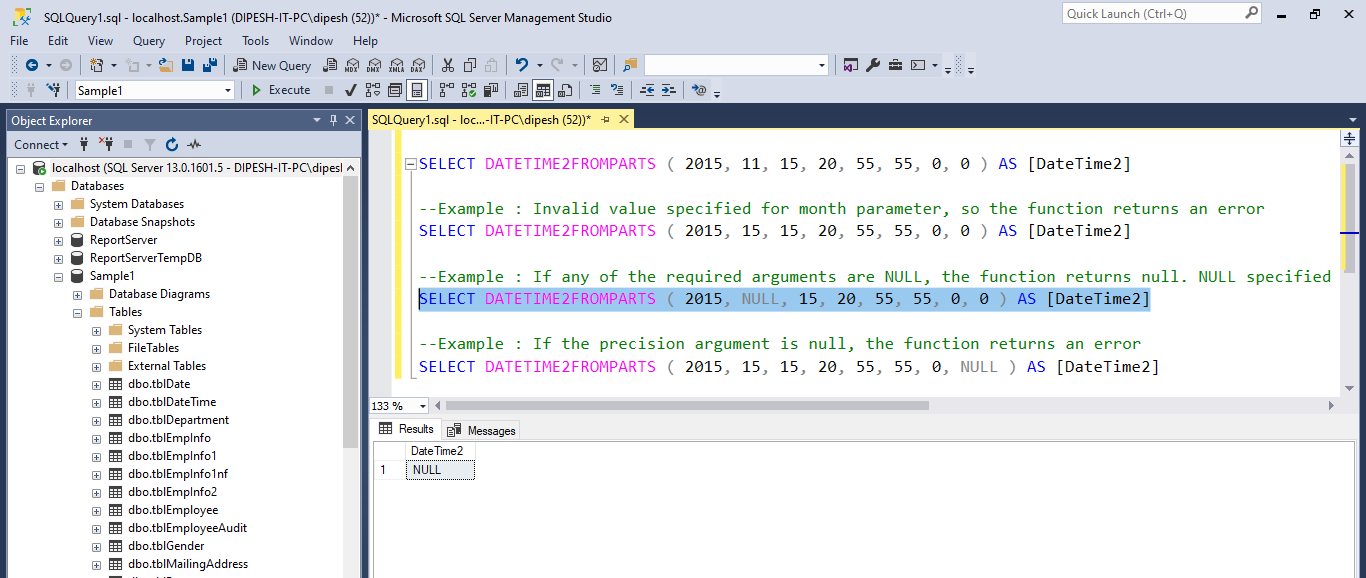 SQLQuery1.sql - localhost.Sample1 (DIPESH-IT-PC\dipesh (52))* - Microsoft SQL Server Management Studio
Quick Launch (Ctrl+Q)
File Edit View Query Project Tools Window Help
New Query MDX DMX XMLA DAX
Sample1 Execute
Object Explorer
Connect
localhost (SQL Server 13.0.1601.5 - DIPESH-IT-PC\dipesl
Databases
System Databases
Database Snapshots
ReportServer
ReportServerTempDB
Sample1
Database Diagrams
Tables
System Tables
FileTables
External Tables
dbo.tblDate
dbo.tblDateTime
dbo.tblDepartment
dbo.tblEmpInfo
dbo.tblEmpInfo1
dbo.tblEmpInfo1nf
dbo.tblEmpInfo2
dbo.tblEmployee
dbo.tblEmployeeAudit
dbo.tblGender
dbo.tblMailingAddress
SQLQuery1.sql - loc...-IT-PC\dipesh (52))*
SELECT DATETIME2FROMPARTS ( 2015, 11, 15, 20, 55, 55, 0, 0 ) AS [DateTime2]
--Example : Invalid value specified for month parameter, so the function returns an error
SELECT DATETIME2FROMPARTS ( 2015, 15, 15, 20, 55, 55, 0, 0 ) AS [DateTime2]
--Example : If any of the required arguments are NULL, the function returns null. NULL specified
SELECT DATETIME2FROMPARTS ( 2015, NULL, 15, 20, 55, 55, 0, 0 ) AS [DateTime2]
--Example : If the precision argument is null, the function returns an error
SELECT DATETIME2FROMPARTS ( 2015, 15, 15, 20, 55, 55, 0, NULL ) AS [DateTime2]
133 %
Results Messages
DateTime2
1 NULL